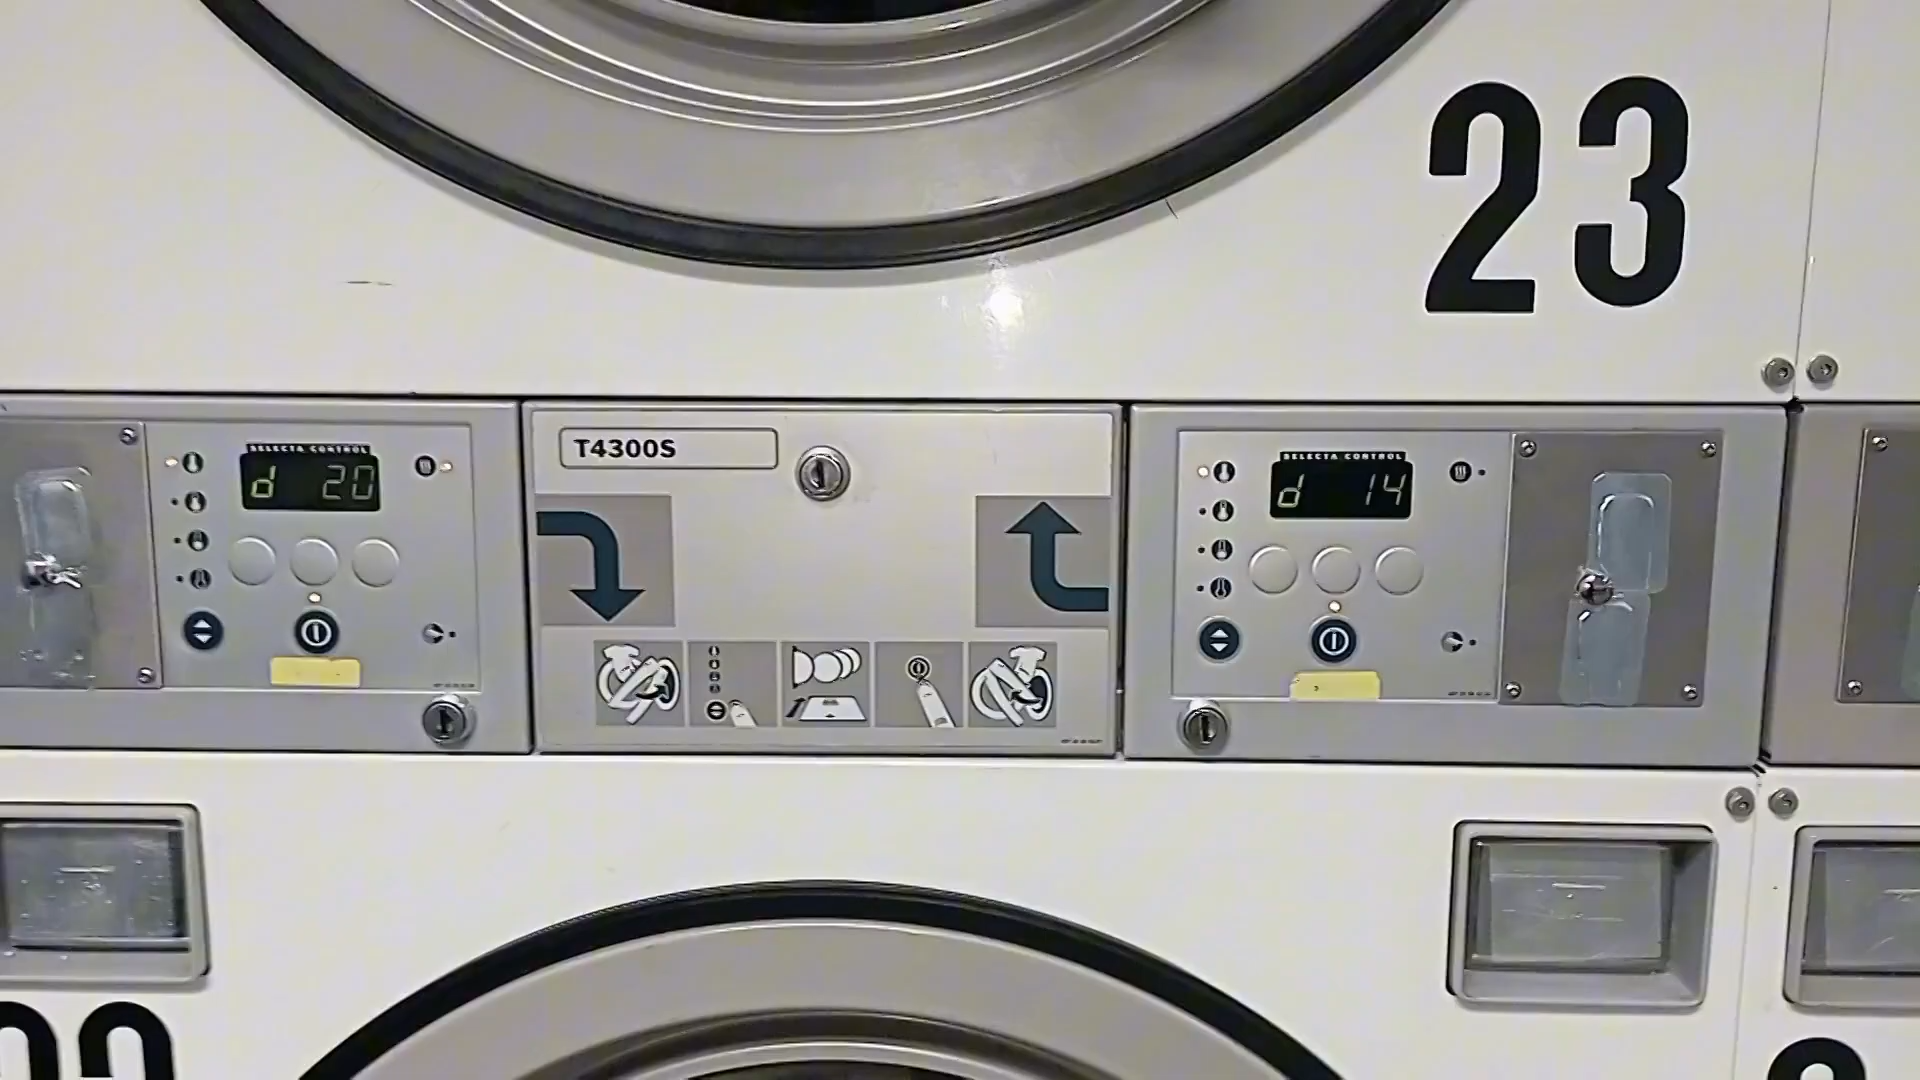 23
SELECTA CONTROL
d 20
T4300S
SELECTA CONTROL
d 14